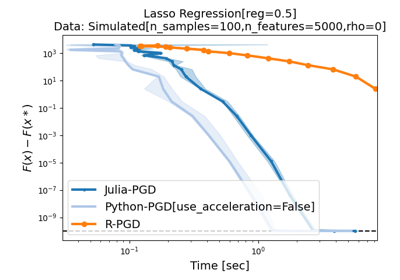 Lasso Regression[reg=0.5]
Data: Simulated[n_samples=100,n_features=5000,rho=0]
F(x) − F(x*)
10³
10¹
10⁻¹
10⁻³
10⁻⁵
10⁻⁷
10⁻⁹
Julia-PGD
Python-PGD[use_acceleration=False]
R-PGD
10⁻¹
10⁰
Time [sec]